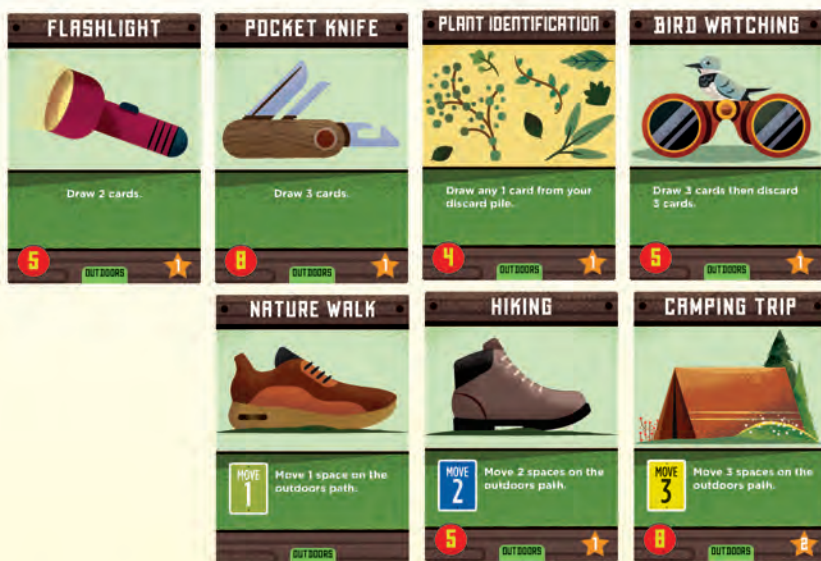 FLASHLIGHT
Draw 2 cards.
5
OUTDOORS
1
POCKET KNIFE
Draw 3 cards.
8
OUTDOORS
1
PLANT IDENTIFICATION
Draw any 1 card from your
discard pile.
4
OUTDOORS
1
BIRD WATCHING
Draw 3 cards then discard
3 cards.
5
OUTDOORS
1
NATURE WALK
MOVE
1
Move 1 space on the
outdoors path.
OUTDOORS
HIKING
MOVE
2
Move 2 spaces on the
outdoors path.
5
OUTDOORS
1
CAMPING TRIP
MOVE
3
Move 3 spaces on the
outdoors path.
8
OUTDOORS
2